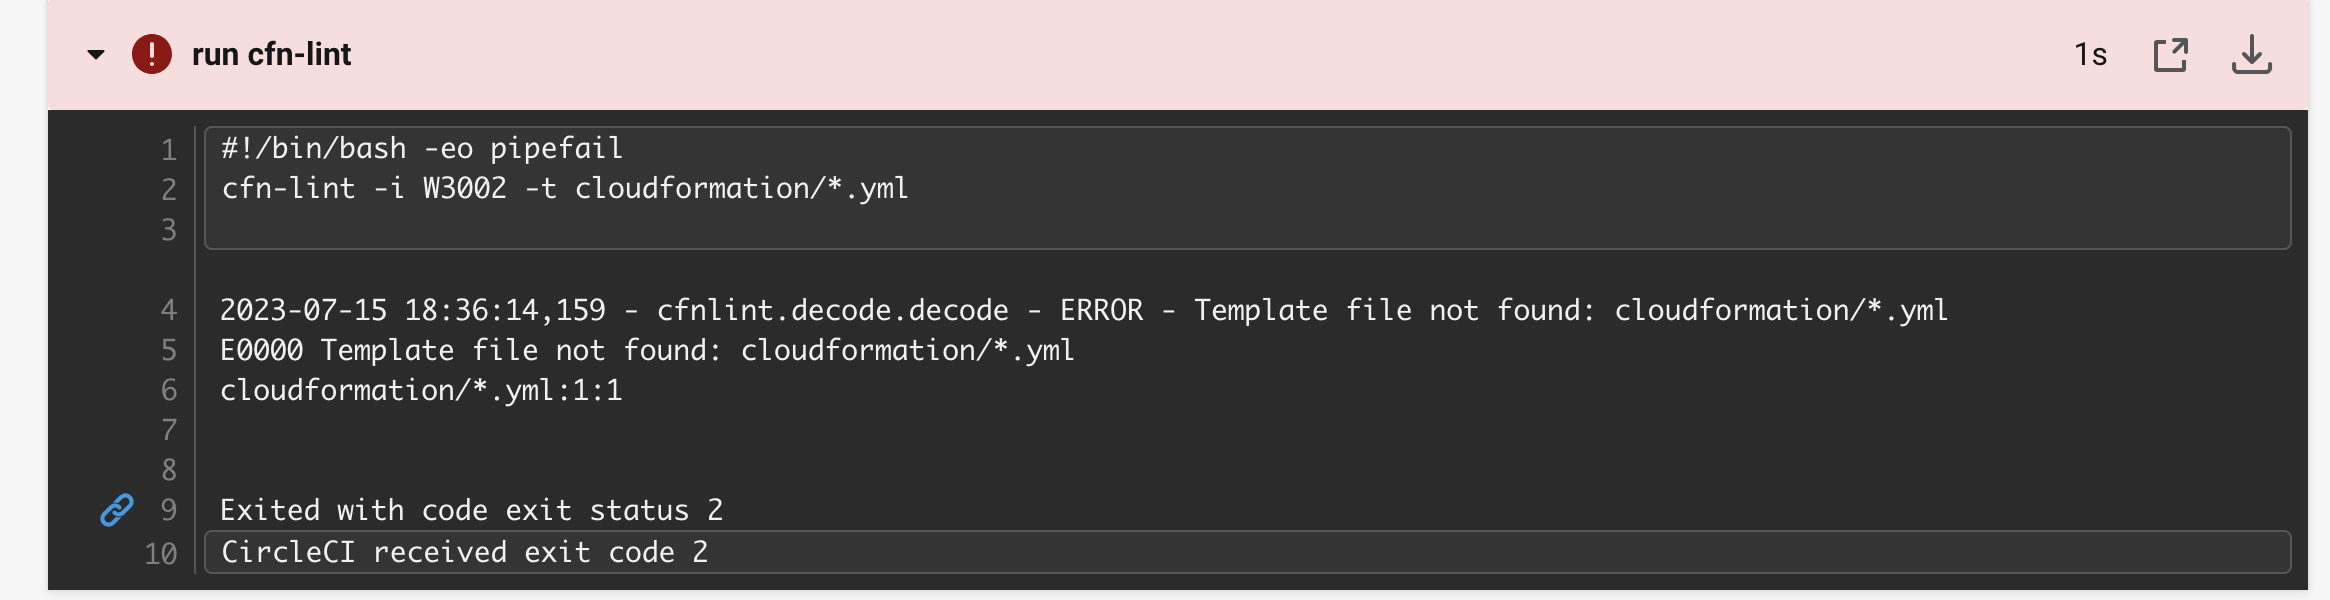 run cfn-lint 1s
1 #!/bin/bash -eo pipefail
2 cfn-lint -i W3002 -t cloudformation/*.yml
3
4 2023-07-15 18:36:14,159 - cfnlint.decode.decode - ERROR - Template file not found: cloudformation/*.yml
5 E0000 Template file not found: cloudformation/*.yml
6 cloudformation/*.yml:1:1
7
8
9 Exited with code exit status 2
10 CircleCI received exit code 2